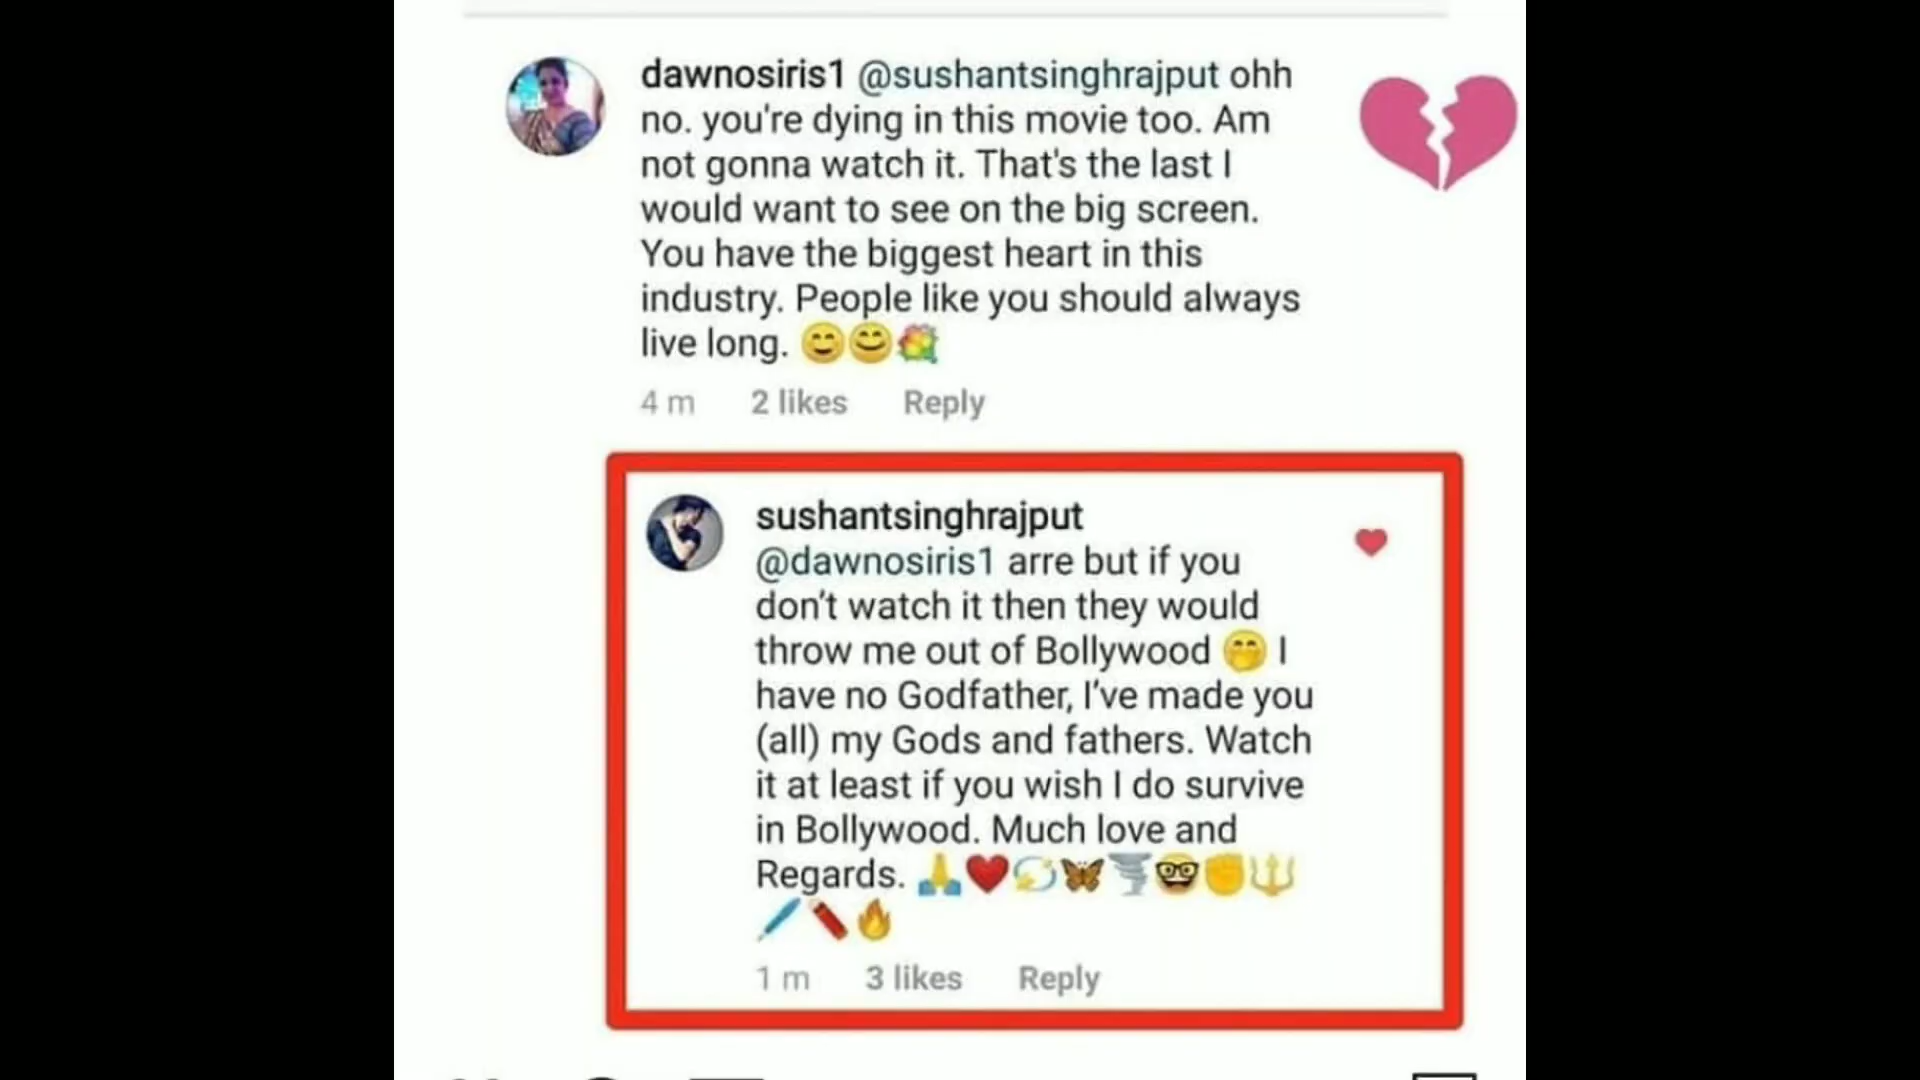 dawnosiris1 @sushantsinghrajput ohh
no. you're dying in this movie too. Am
not gonna watch it. That's the last I
would want to see on the big screen.
You have the biggest heart in this
industry. People like you should always
live long. 😊😊💐
4 m 2 likes Reply
sushantsinghrajput
@dawnosiris1 arre but if you
don't watch it then they would
throw me out of Bollywood 🤭 I
have no Godfather, I've made you
(all) my Gods and fathers. Watch
it at least if you wish I do survive
in Bollywood. Much love and
Regards. 🙏❤️💫🦋🌪🤓✊🔱
🖊🧨🔥
1 m 3 likes Reply